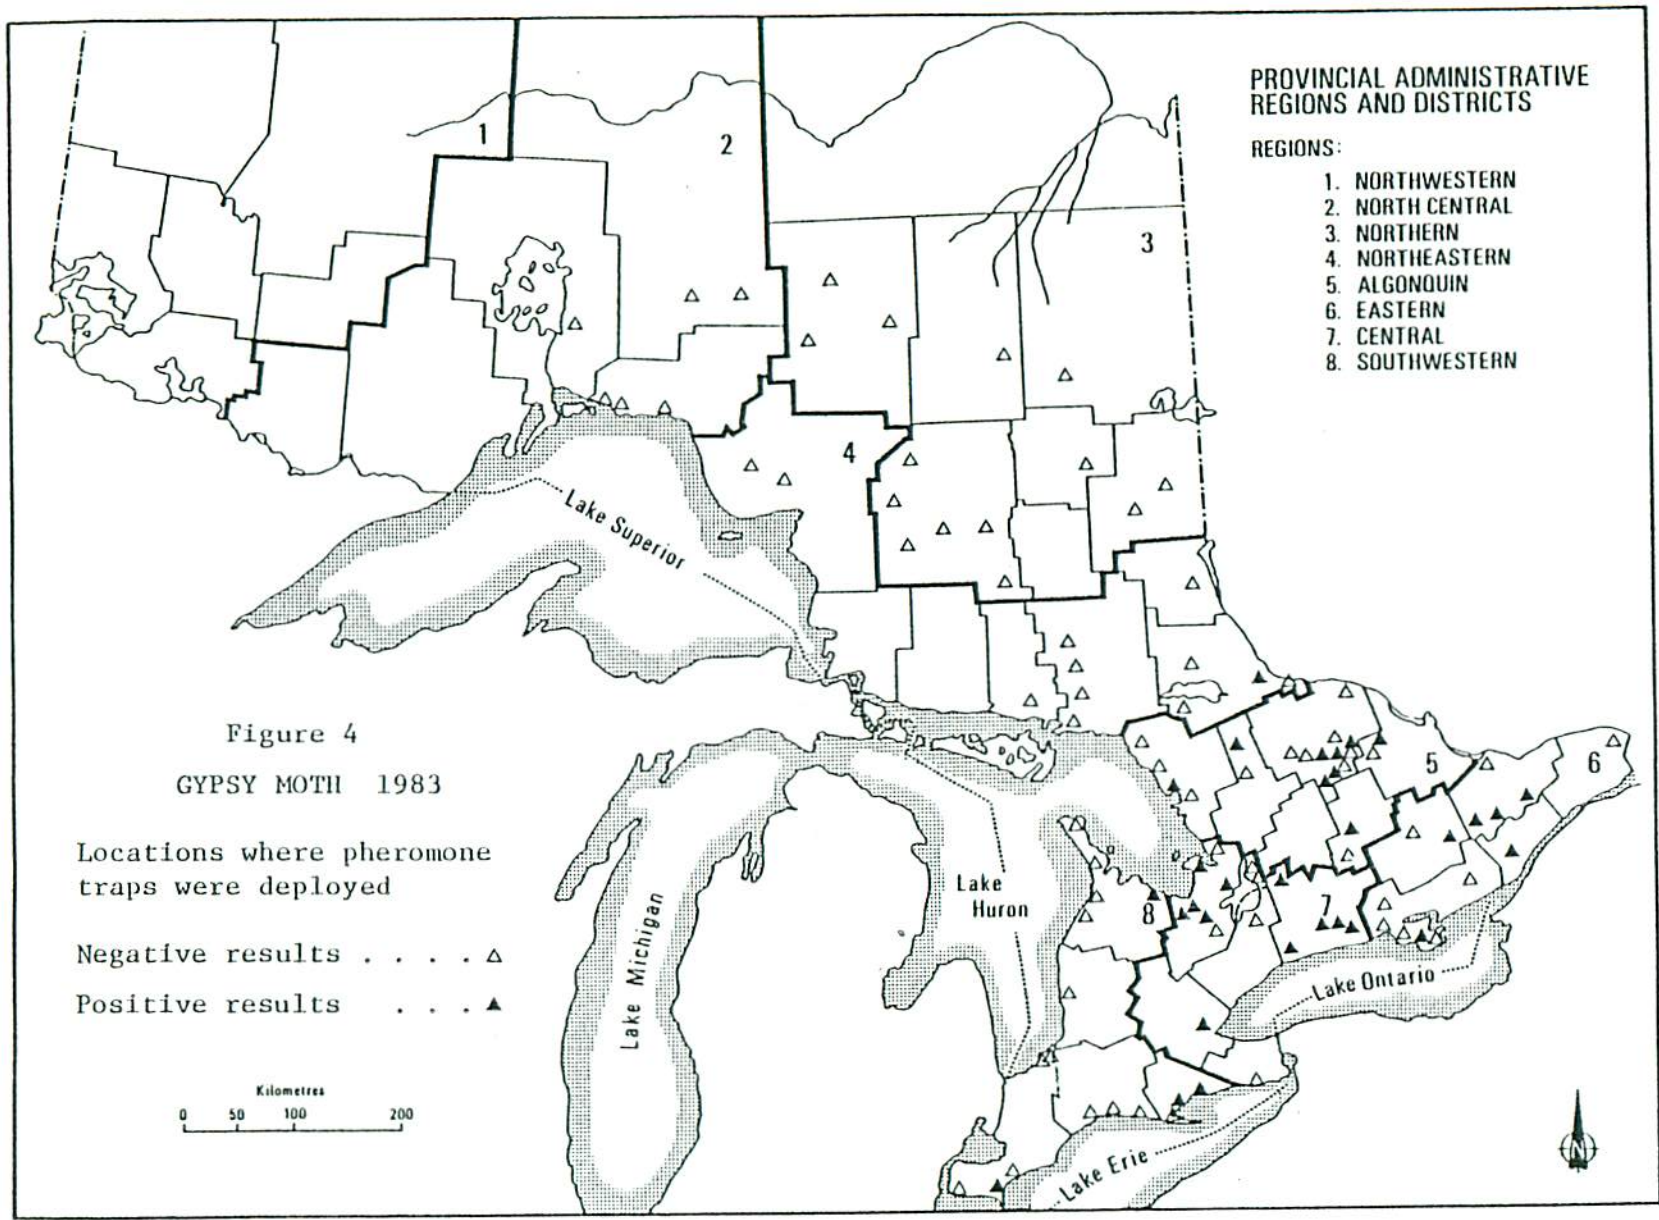 PROVINCIAL ADMINISTRATIVE
REGIONS AND DISTRICTS
REGIONS:
1. NORTHWESTERN
2. NORTH CENTRAL
3. NORTHERN
4. NORTHEASTERN
5. ALGONQUIN
6. EASTERN
7. CENTRAL
8. SOUTHWESTERN
1
2
3
4
5
6
7
8
Lake Superior
Lake Michigan
Lake
Huron
Lake Ontario
Lake Erie
Figure 4
GYPSY MOTH 1983
Locations where pheromone
traps were deployed
Negative results . . . . △
Positive results . . . ▲
Kilometres
0 50 100 200
N